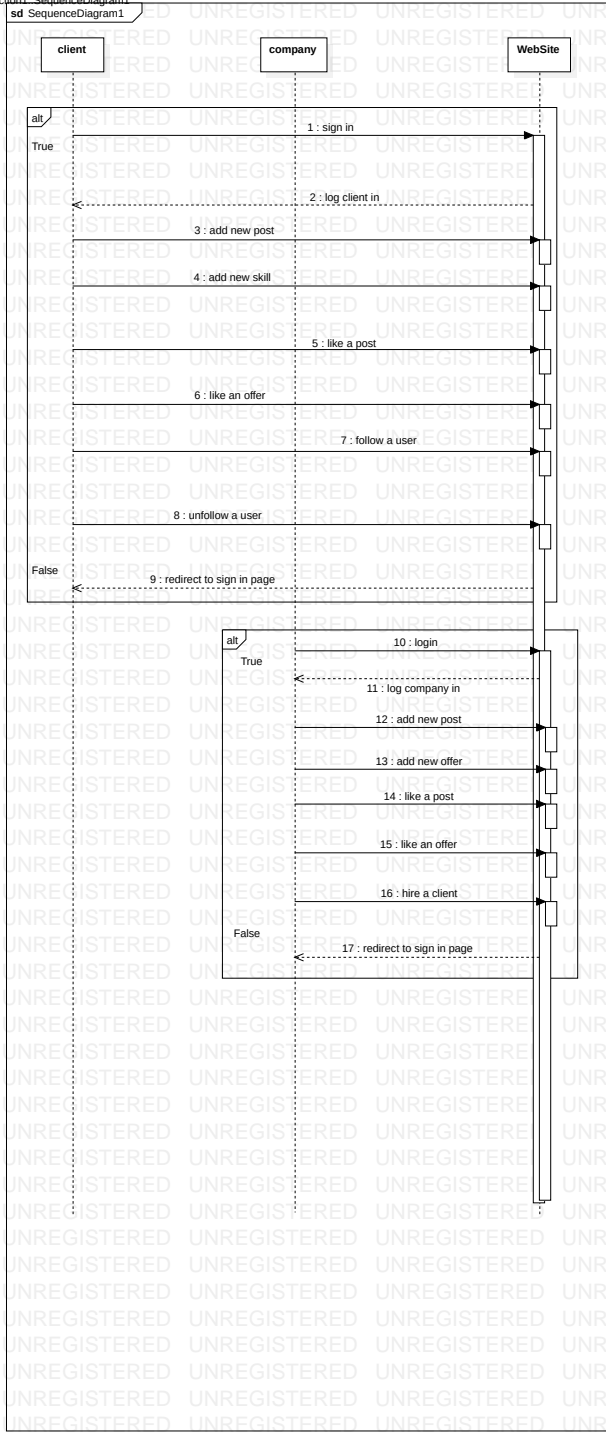 sd SequenceDiagram1
client
company
WebSite
alt
1 : sign in
True
2 : log client in
3 : add new post
4 : add new skill
5 : like a post
6 : like an offer
7 : follow a user
8 : unfollow a user
False
9 : redirect to sign in page
alt
10 : login
True
11 : log company in
12 : add new post
13 : add new offer
14 : like a post
15 : like an offer
16 : hire a client
False
17 : redirect to sign in page
UNREGISTERED